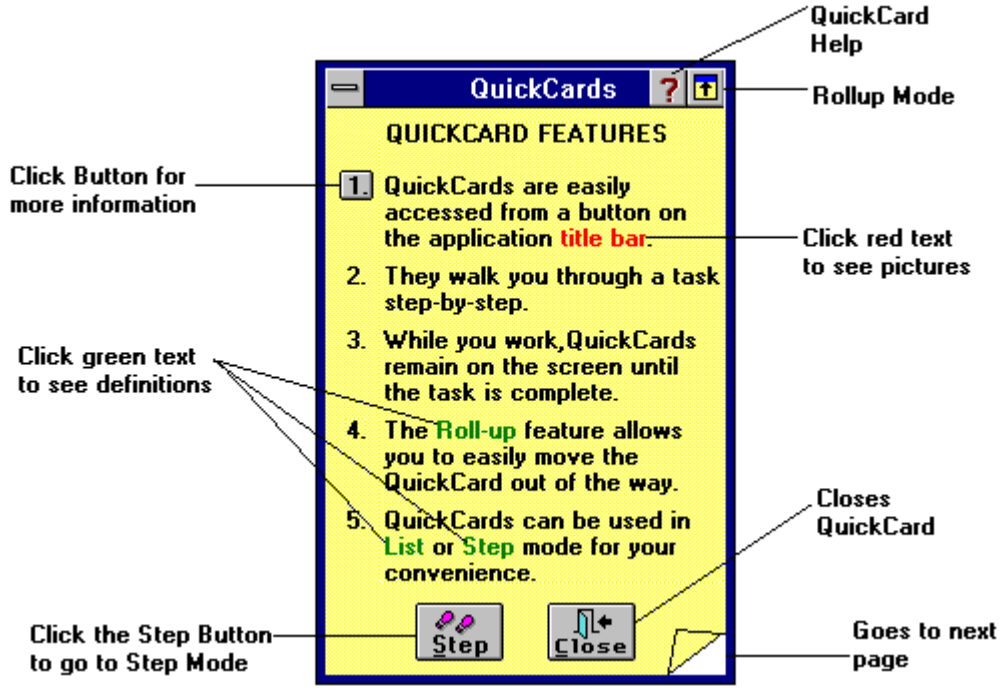 QuickCard
Help
QuickCards ?
Rollup Mode
QUICKCARD FEATURES
Click Button for
more information
1. QuickCards are easily
accessed from a button on
the application title bar.
Click red text
to see pictures
2. They walk you through a task
step-by-step.
3. While you work,QuickCards
remain on the screen until
the task is complete.
Click green text
to see definitions
4. The Roll-up feature allows
you to easily move the
QuickCard out of the way.
5. QuickCards can be used in
List or Step mode for your
convenience.
Closes
QuickCard
Step
Close
Click the Step Button
to go to Step Mode
Goes to next
page